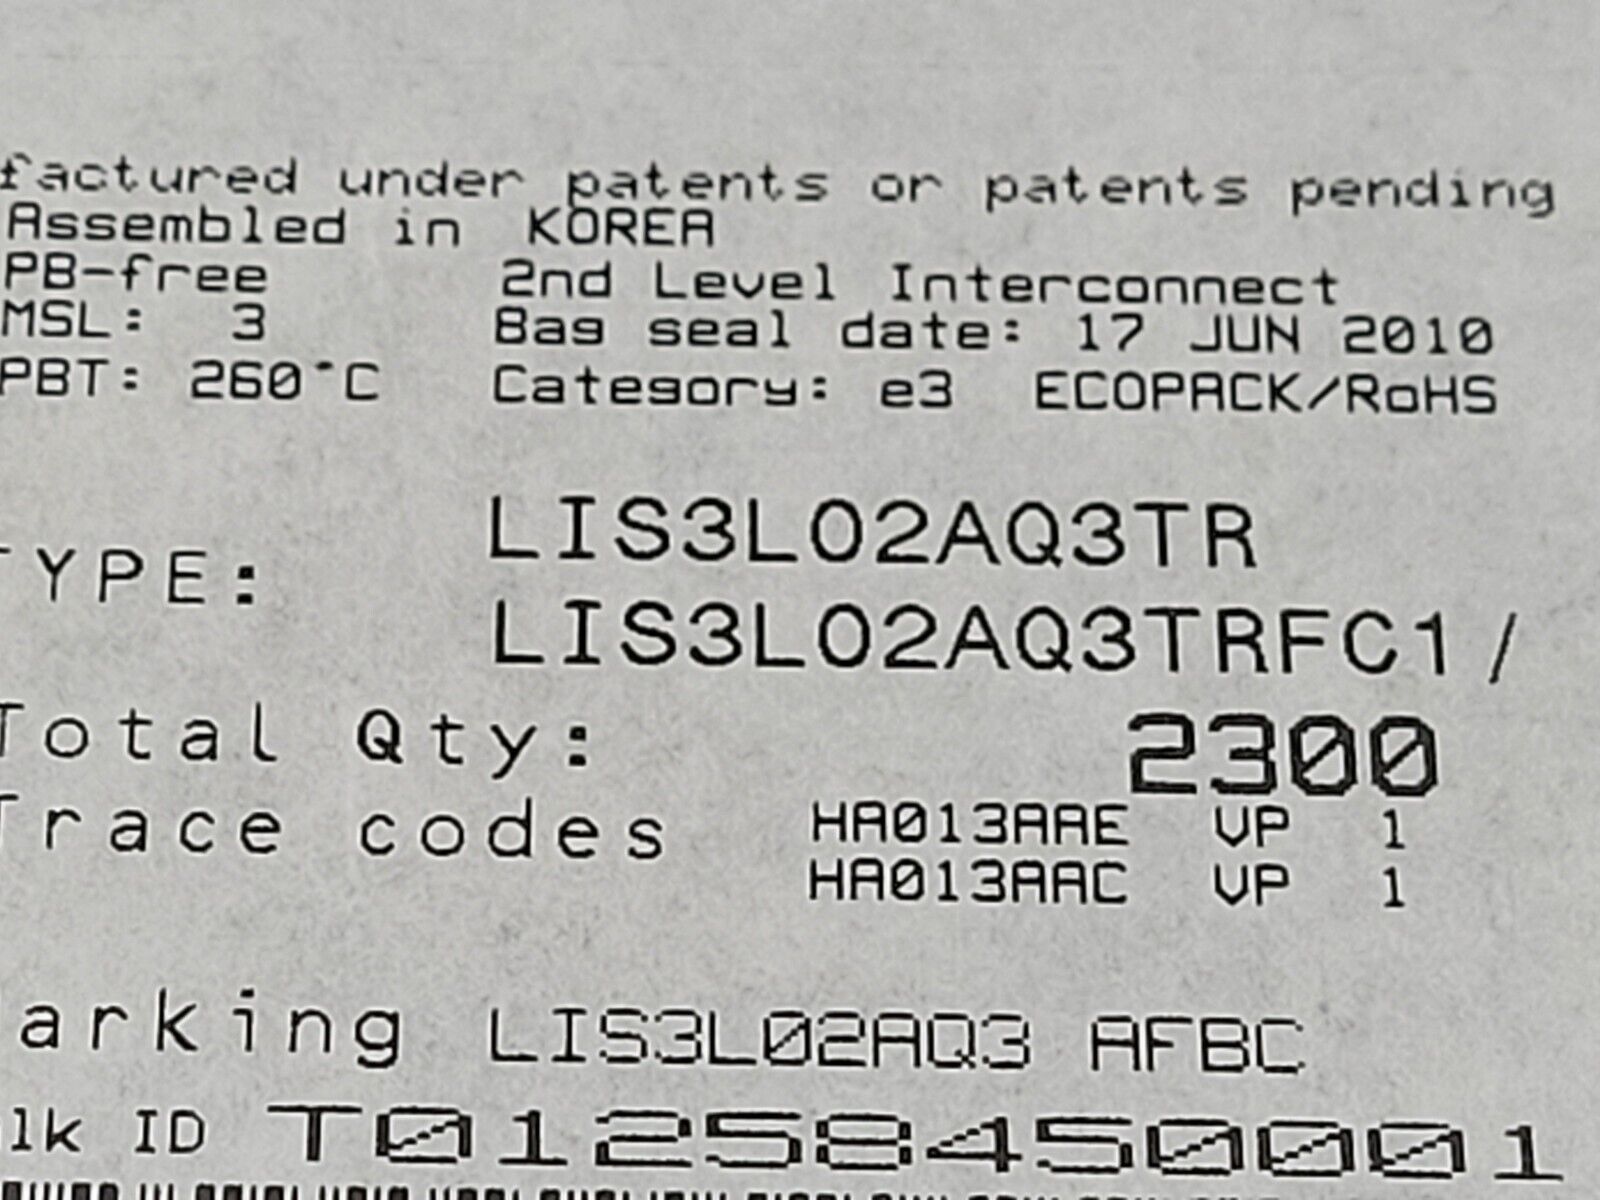 factured under patents or patents pending
Assembled in KOREA
PB-free 2nd Level Interconnect
MSL: 3 Bag seal date: 17 JUN 2010
PBT: 260°C Category: e3 ECOPACK/RoHS
TYPE: LIS3L02AQ3TR
LIS3L02AQ3TRFC1/
Total Qty: 2300
Trace codes HA013AAE VP 1
HA013AAC VP 1
arking LIS3L02AQ3 AFBC
lk ID T01258450001